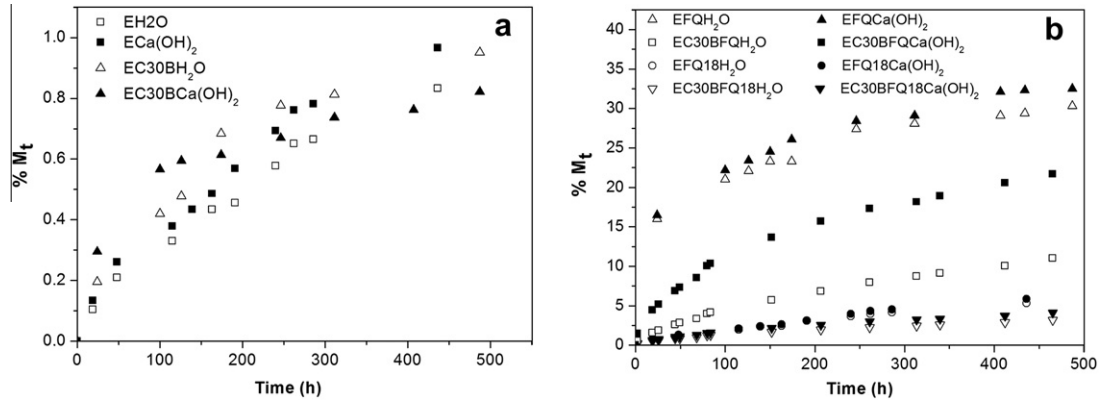 a
□ EH2O
■ ECa(OH)₂
△ EC30BH₂O
▲ EC30BCa(OH)₂
% Mₜ
1.0
0.8
0.6
0.4
0.2
0.0
0 100 200 300 400 500
Time (h)
b
△ EFQH₂O ▲ EFQCa(OH)₂
□ EC30BFQH₂O ■ EC30BFQCa(OH)₂
○ EFQ18H₂O ● EFQ18Ca(OH)₂
▽ EC30BFQ18H₂O ▼ EC30BFQ18Ca(OH)₂
% Mₜ
40
35
30
25
20
15
10
5
0
0 100 200 300 400 500
Time (h)